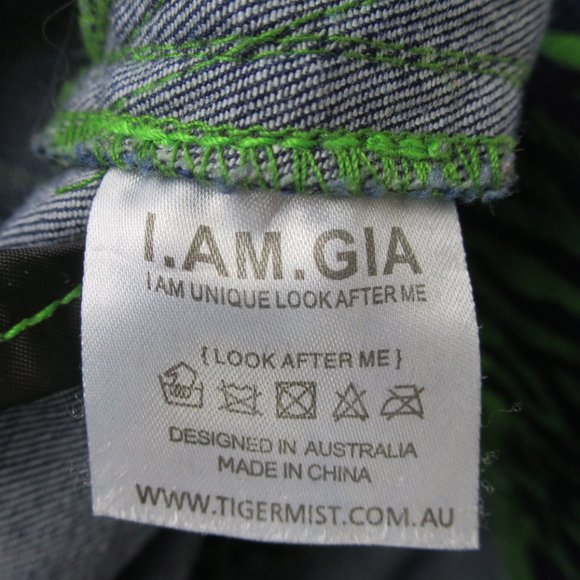 I.AM.GIA
I AM UNIQUE LOOK AFTER ME
{LOOK AFTER ME}
DESIGNED IN AUSTRALIA
MADE IN CHINA
WWW.TIGERMIST.COM.AU